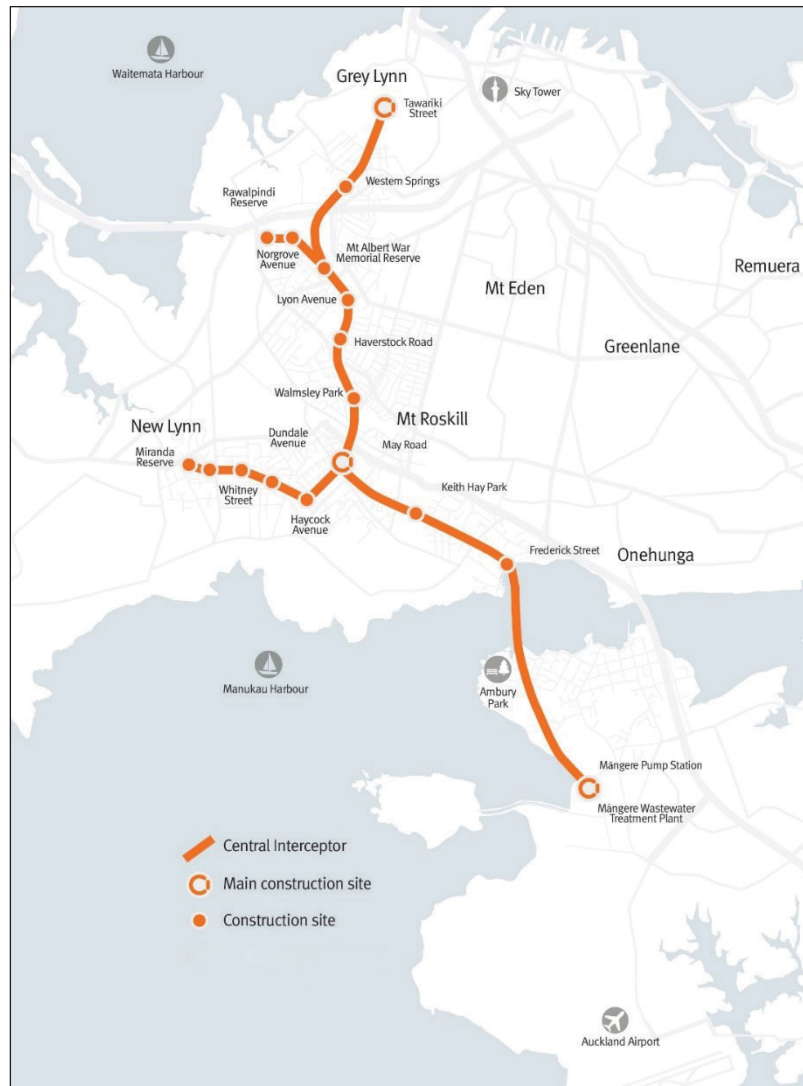 Waitemata Harbour
Grey Lynn
Tawariki
Street
Sky Tower
Western Springs
Rawalpindi
Reserve
Norgrove
Avenue
Mt Albert War
Memorial Reserve
Remuera
Mt Eden
Lyon Avenue
Haverstock Road
Greenlane
Walmsley Park
Mt Roskill
New Lynn
Dundale
Avenue
May Road
Miranda
Reserve
Whitney
Street
Keith Hay Park
Haycock
Avenue
Frederick Street
Onehunga
Manukau Harbour
Ambury
Park
Māngere Pump Station
Māngere Wastewater
Treatment Plant
Central Interceptor
Main construction site
Construction site
Auckland Airport